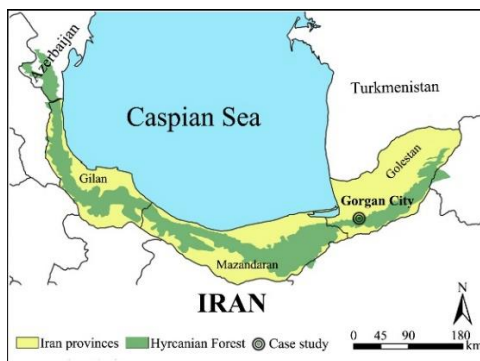 Azerbaijan
Turkmenistan
Caspian Sea
Golestan
Gilan
Gorgan City
Mazandaran
IRAN
N
Iran provinces Hyrcanian Forest Case study
0 45 90 180
km